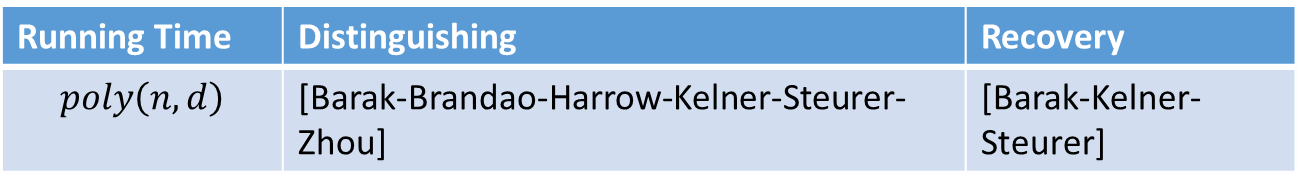 Running Time Distinguishing Recovery
poly(n, d) [Barak-Brandao-Harrow-Kelner-Steurer- [Barak-Kelner-
Zhou] Steurer]